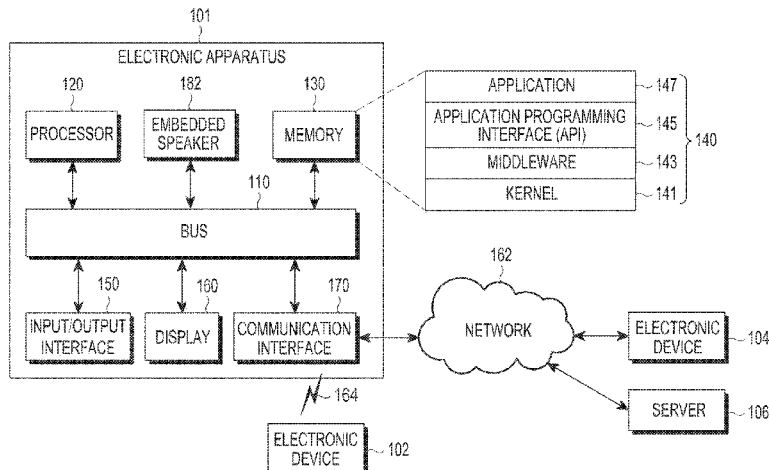 101
ELECTRONIC APPARATUS
120
182
130
PROCESSOR
EMBEDDED
SPEAKER
MEMORY
APPLICATION
147
APPLICATION PROGRAMMING
INTERFACE (API)
145
140
MIDDLEWARE
143
KERNEL
141
110
BUS
150
160
170
INPUT/OUTPUT
INTERFACE
DISPLAY
COMMUNICATION
INTERFACE
162
NETWORK
ELECTRONIC
DEVICE
104
SERVER
106
164
ELECTRONIC
DEVICE
102